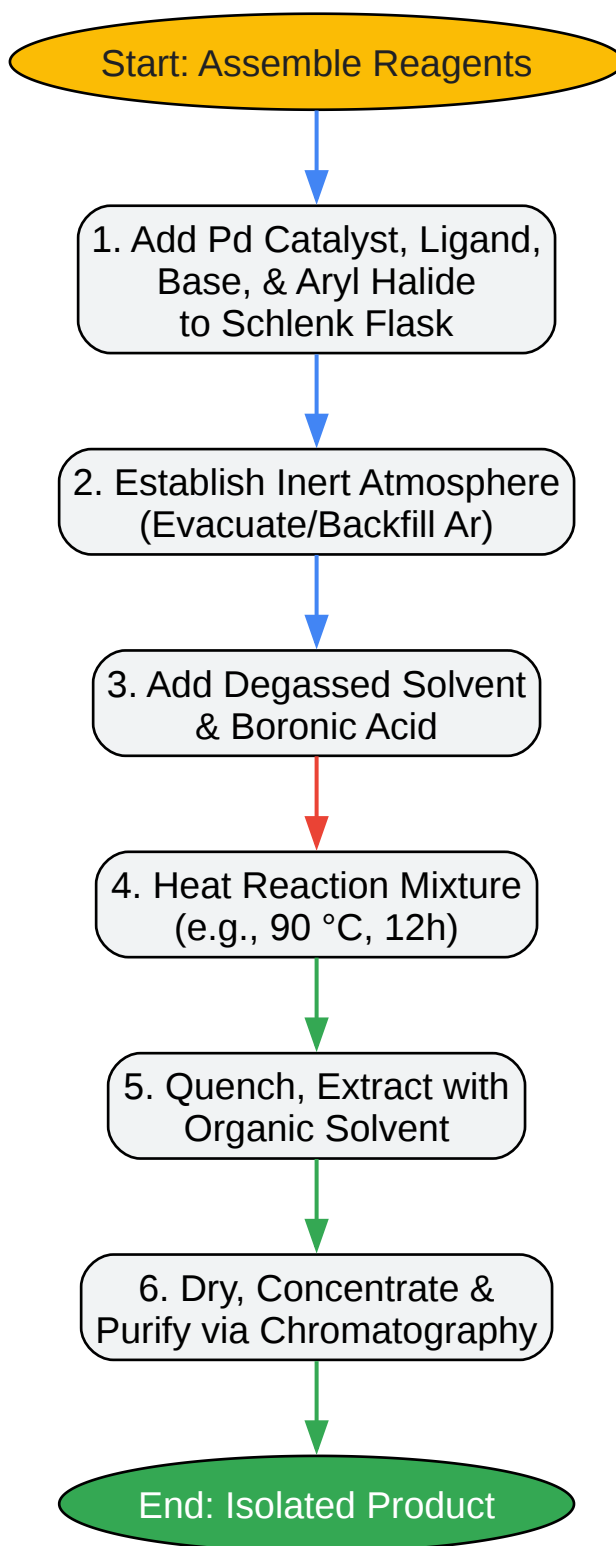 Start: Assemble Reagents
1. Add Pd Catalyst, Ligand,
Base, & Aryl Halide
to Schlenk Flask
2. Establish Inert Atmosphere
(Evacuate/Backfill Ar)
3. Add Degassed Solvent
& Boronic Acid
4. Heat Reaction Mixture
(e.g., 90 °C, 12h)
5. Quench, Extract with
Organic Solvent
6. Dry, Concentrate &
Purify via Chromatography
End: Isolated Product